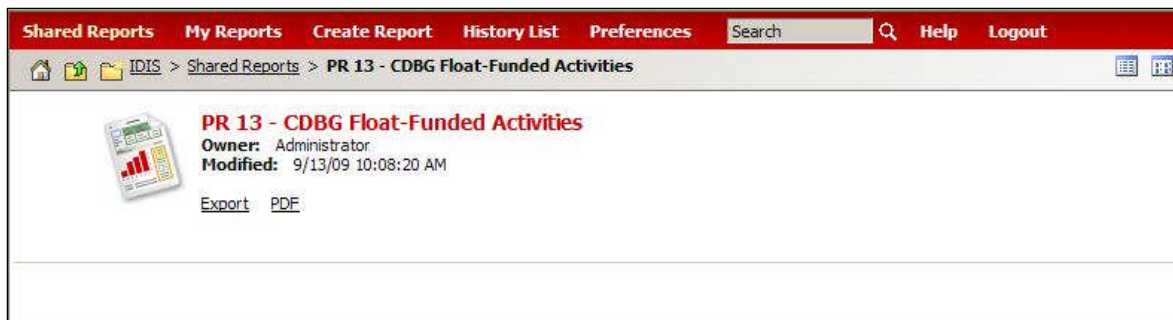 Shared Reports My Reports Create Report History List Preferences Search Help Logout
IDIS > Shared Reports > PR 13 - CDBG Float-Funded Activities
PR 13 - CDBG Float-Funded Activities
Owner: Administrator
Modified: 9/13/09 10:08:20 AM
Export PDF